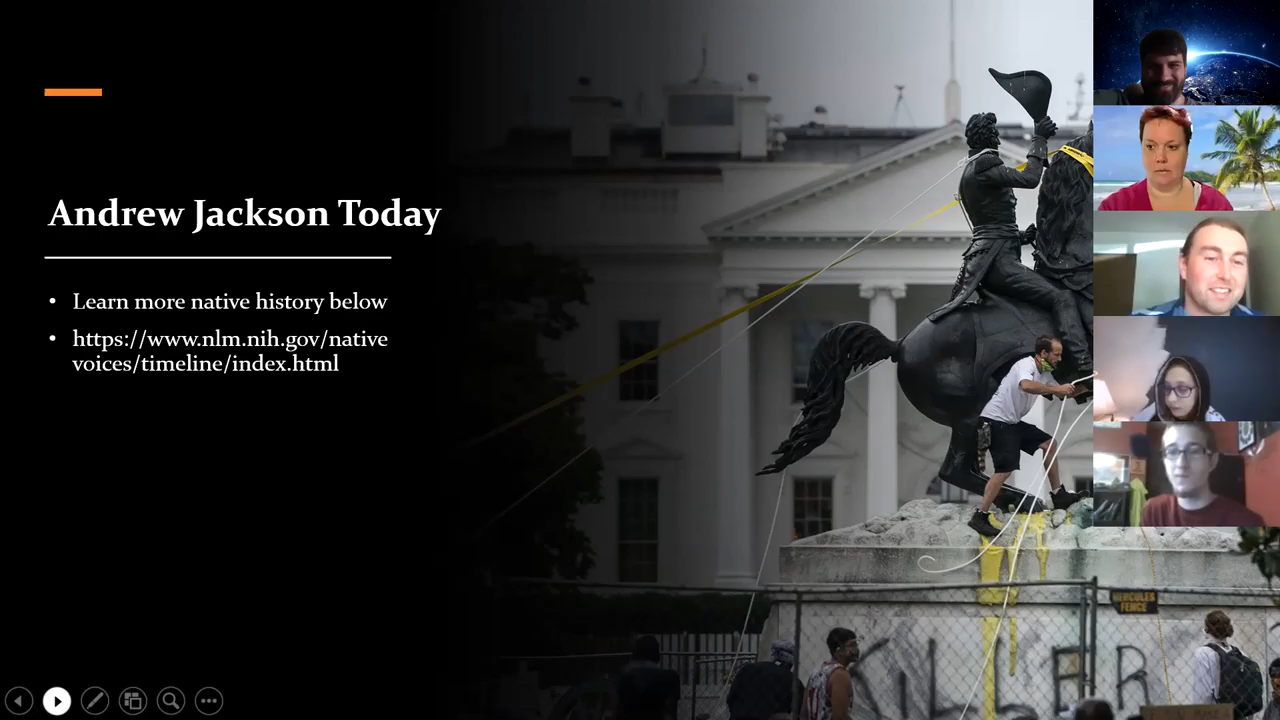 Andrew Jackson Today
• Learn more native history below
• https://www.nlm.nih.gov/native
voices/timeline/index.html
HERCULES
FENCE
KILLER